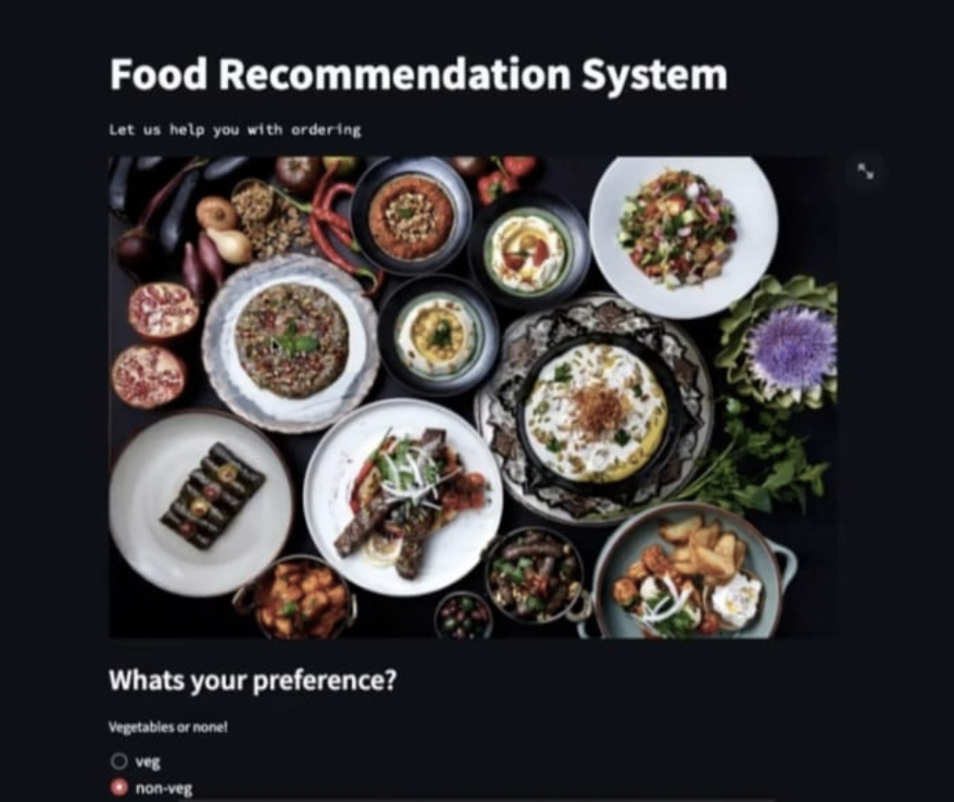 Food Recommendation System
Let us help you with ordering
Whats your preference?
Vegetables or none!
veg
non-veg